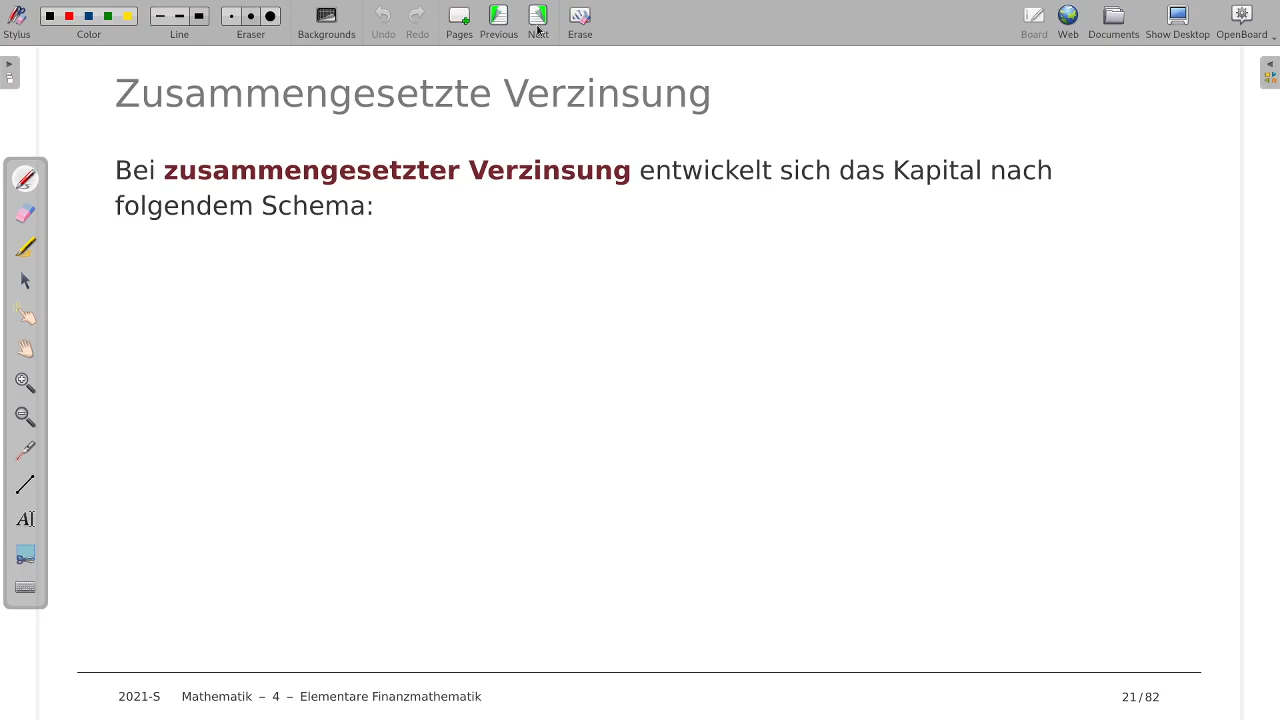 Stylus
Color
Line
Eraser
Backgrounds
Undo
Redo
Pages
Previous
Next
Erase
Board
Web
Documents
Show Desktop
OpenBoard
Zusammengesetzte Verzinsung
Bei zusammengesetzter Verzinsung entwickelt sich das Kapital nach
folgendem Schema:
2021-S Mathematik – 4 – Elementare Finanzmathematik
21/82